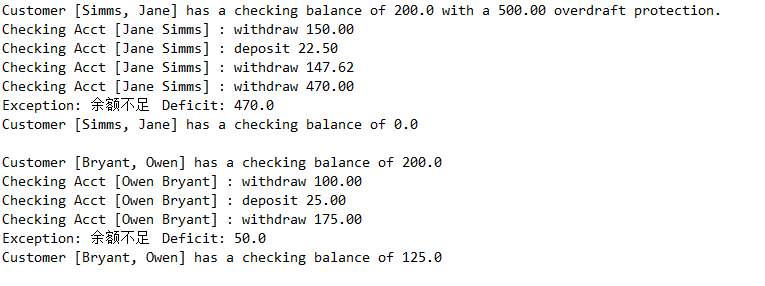 Customer [Simms, Jane] has a checking balance of 200.0 with a 500.00 overdraft protection.
Checking Acct [Jane Simms] : withdraw 150.00
Checking Acct [Jane Simms] : deposit 22.50
Checking Acct [Jane Simms] : withdraw 147.62
Checking Acct [Jane Simms] : withdraw 470.00
Exception: 余额不足 Deficit: 470.0
Customer [Simms, Jane] has a checking balance of 0.0
Customer [Bryant, Owen] has a checking balance of 200.0
Checking Acct [Owen Bryant] : withdraw 100.00
Checking Acct [Owen Bryant] : deposit 25.00
Checking Acct [Owen Bryant] : withdraw 175.00
Exception: 余额不足 Deficit: 50.0
Customer [Bryant, Owen] has a checking balance of 125.0